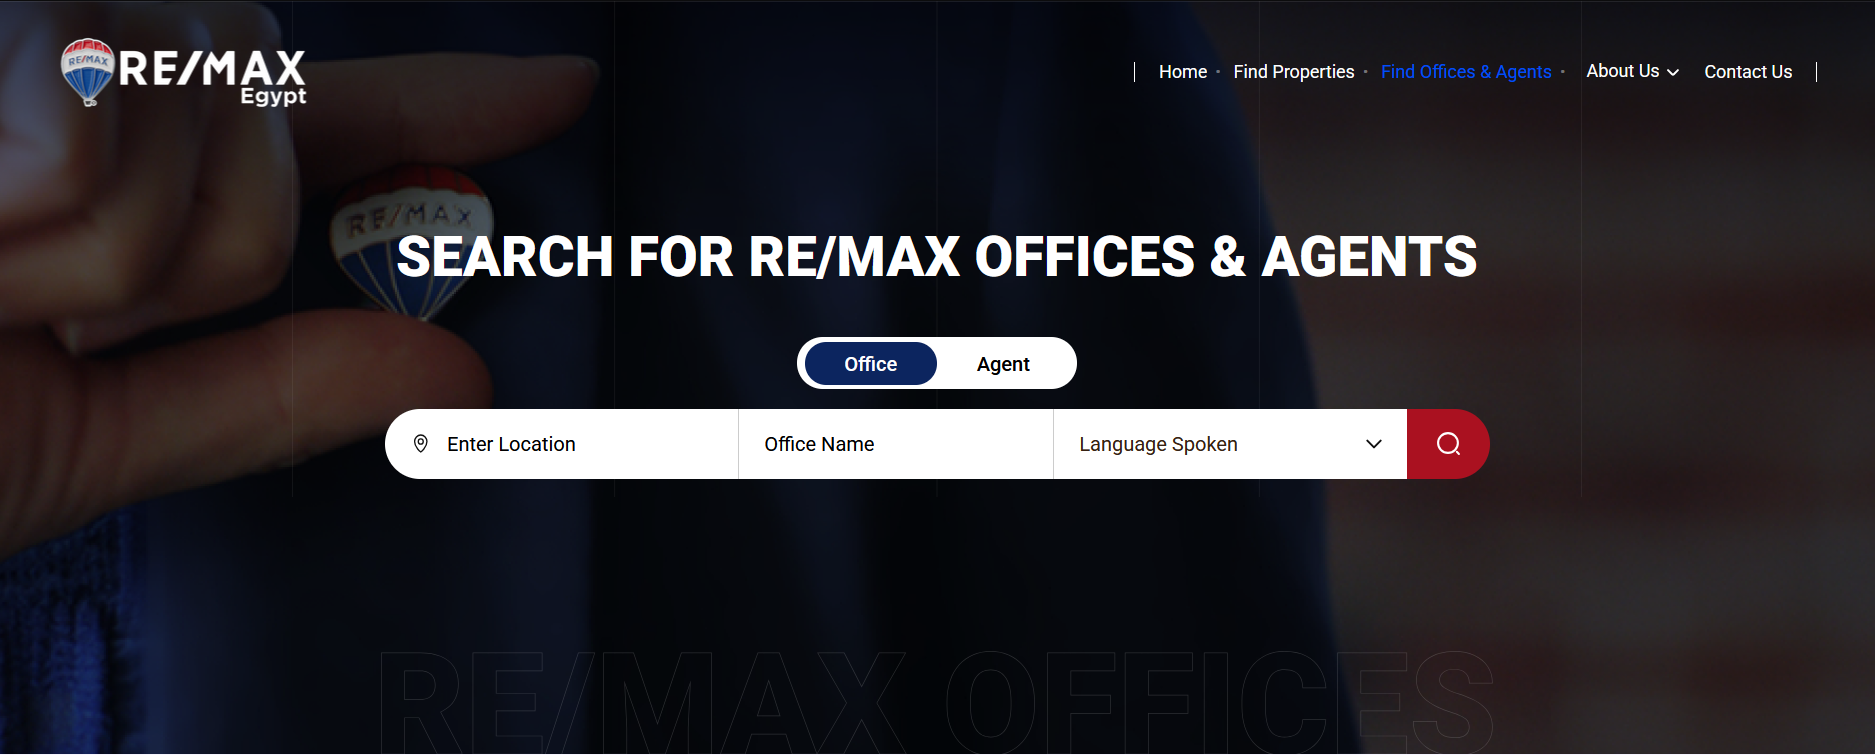 RE/MAX
RE/MAX
Egypt
Home
Find Properties
Find Offices & Agents
About Us
Contact Us
RE/MAX
SEARCH FOR RE/MAX OFFICES & AGENTS
Office
Agent
Enter Location
Office Name
Language Spoken
RE/MAX OFFICES